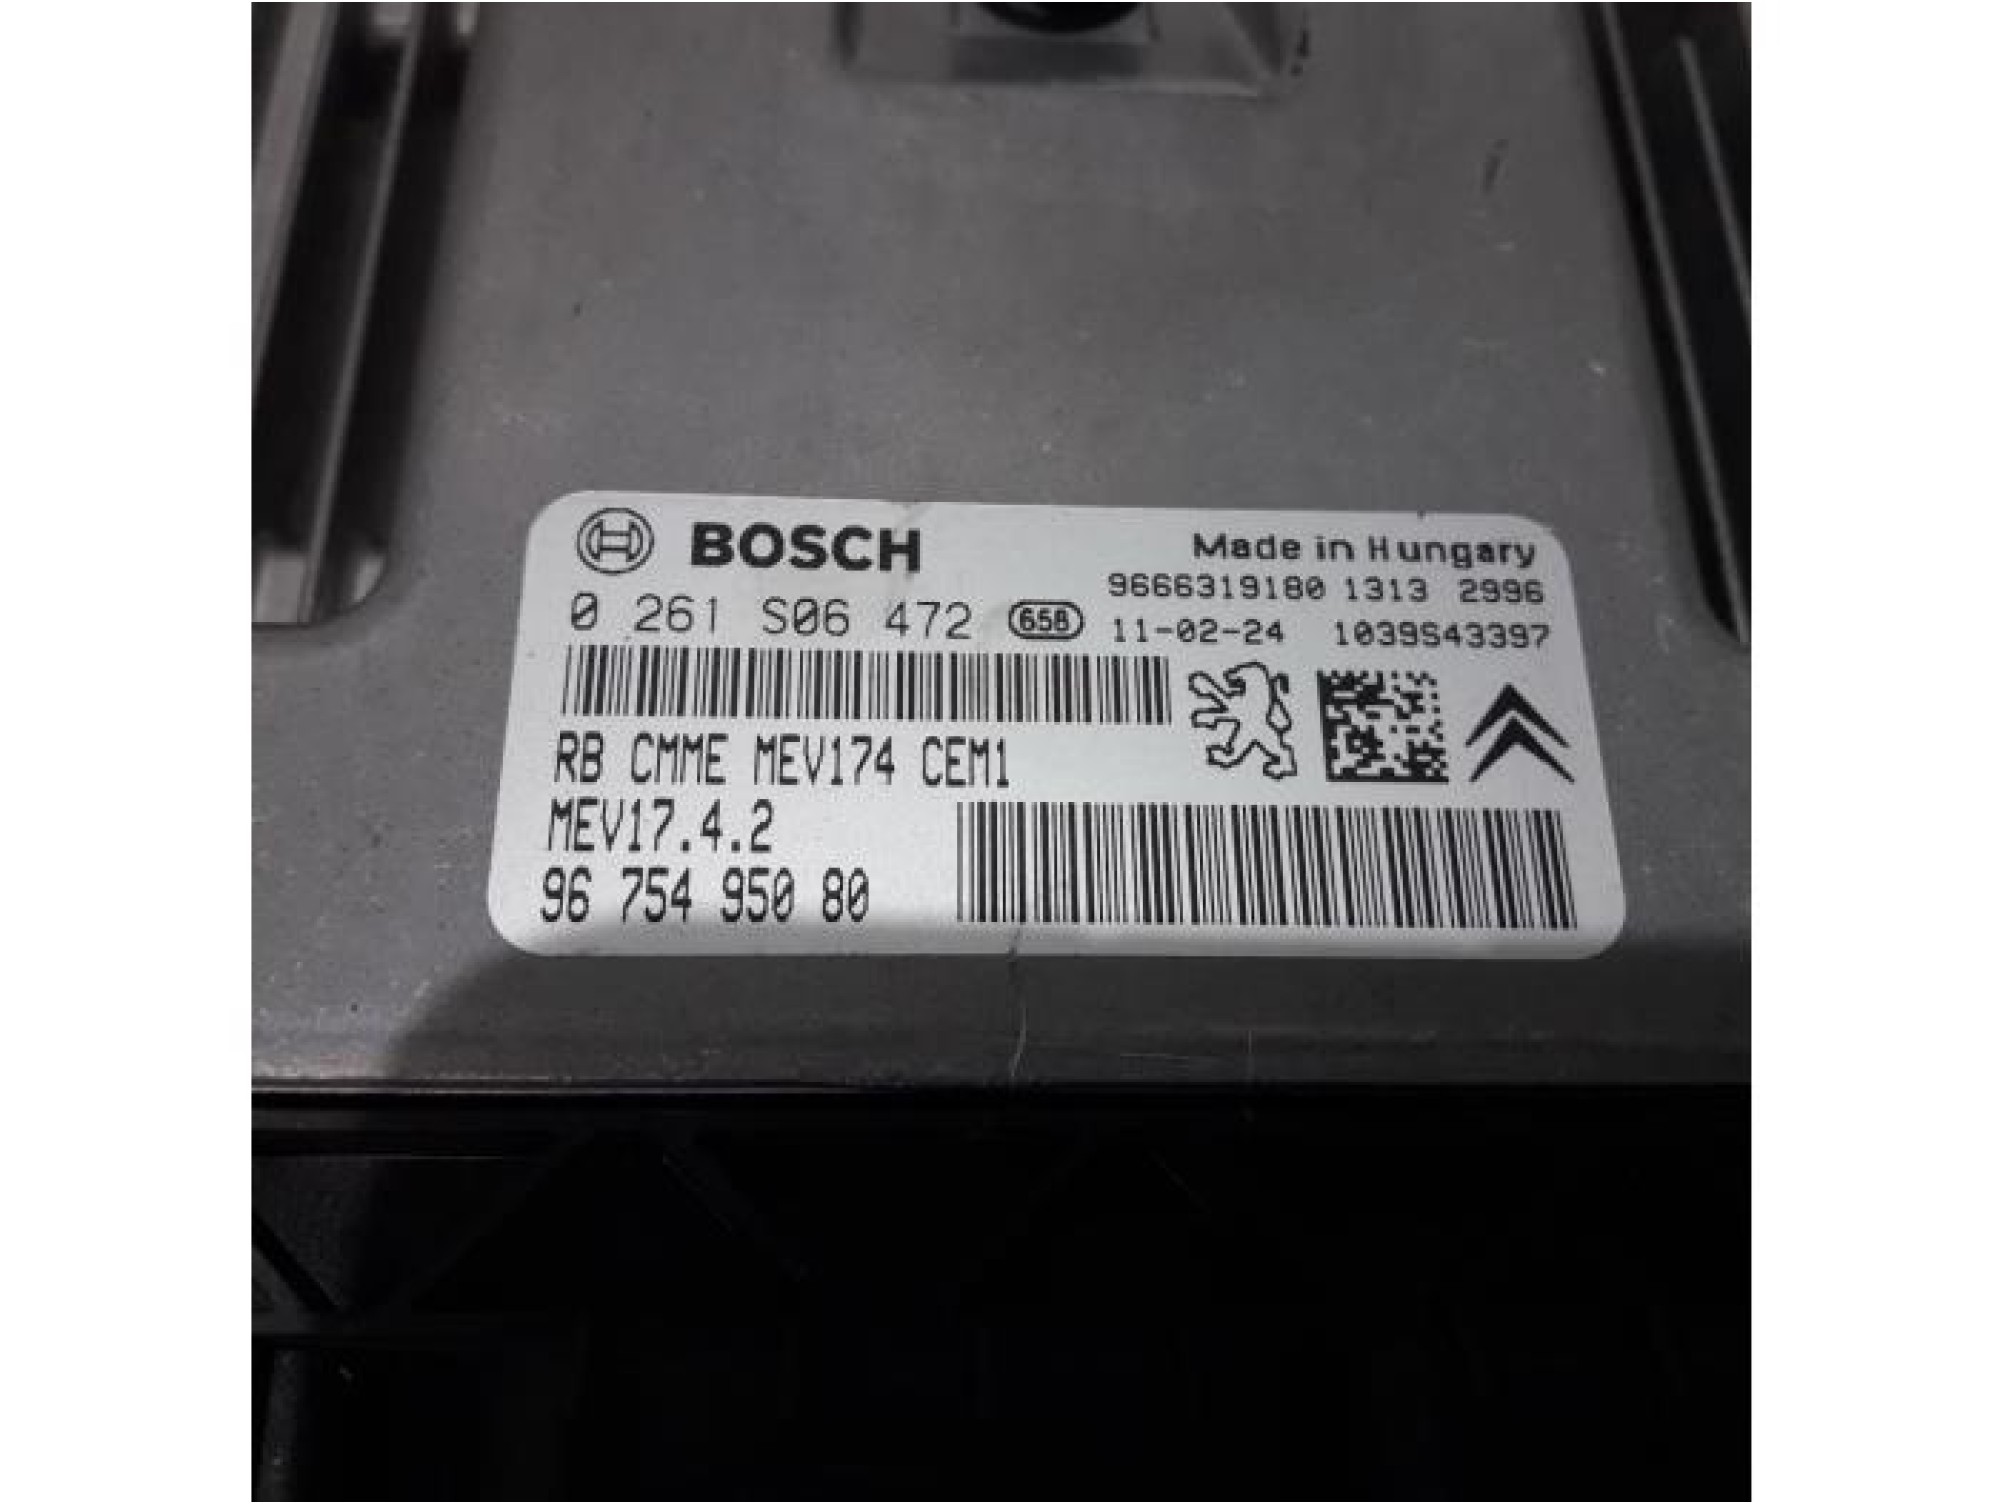 BOSCH
Made in Hungary
9666319180 1313 2996
0 261 S06 472 658 11-02-24 1039S43397
RB CMME MEV174 CEM1
MEV17.4.2
96 754 950 80